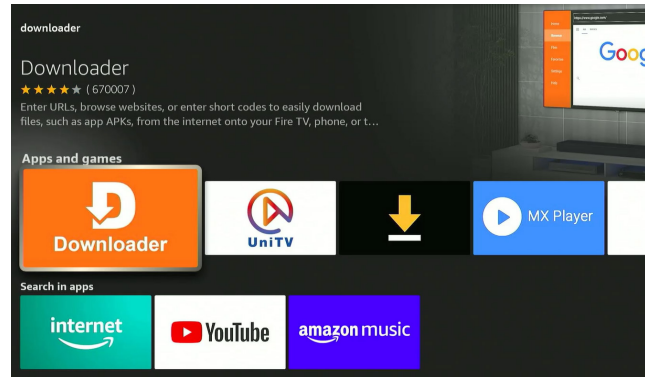 downloader
Downloader
(670007)
Enter URLs, browse websites, or enter short codes to easily download
files, such as app APKs, from the internet onto your Fire TV, phone, or t...
Goog
Apps and games
Downloader
UniTV
MX Player
Search in apps
internet
YouTube
amazon music